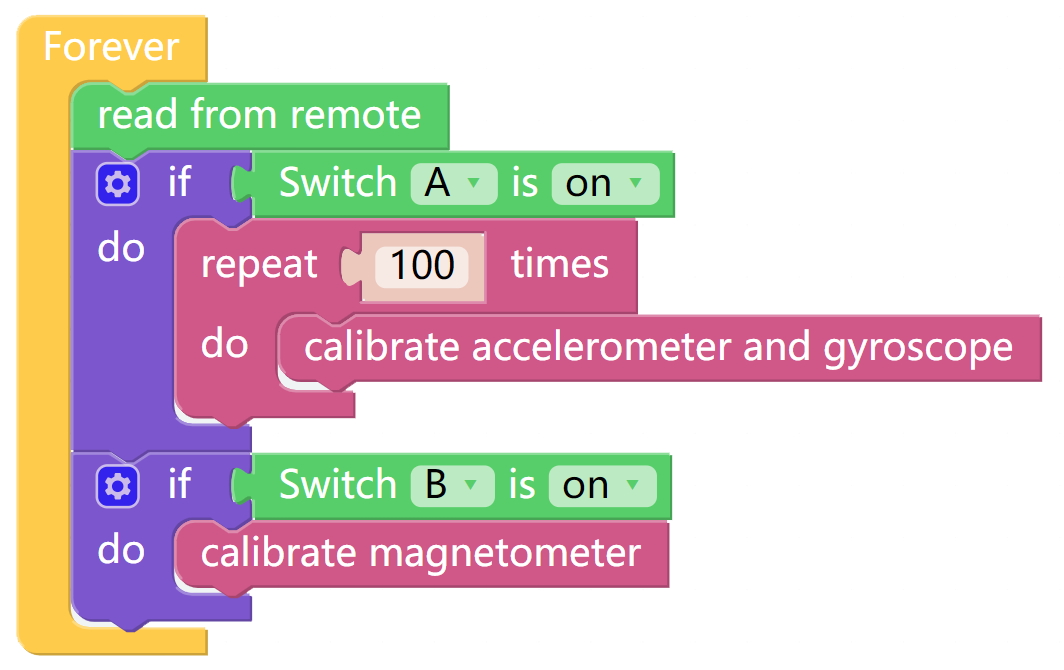 Forever
read from remote
if Switch A is on
do
repeat 100 times
do calibrate accelerometer and gyroscope
if Switch B is on
do calibrate magnetometer